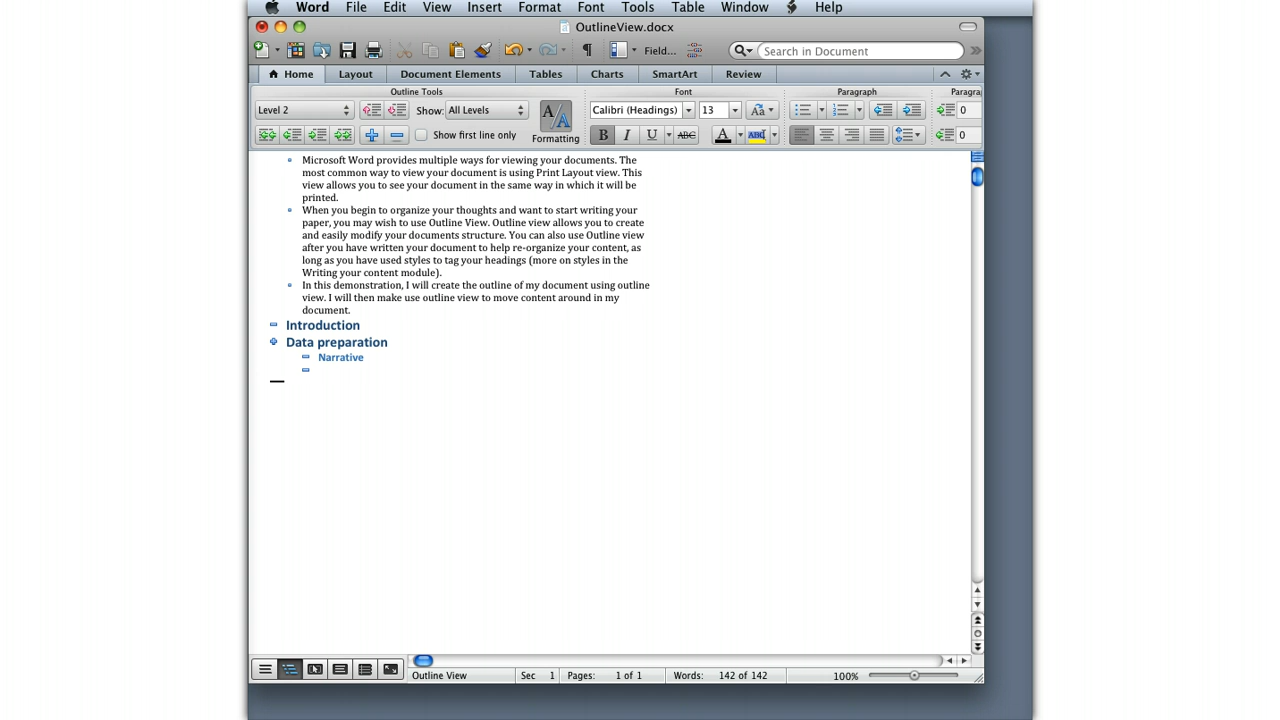 Word File Edit View Insert Format Font Tools Table Window Help
OutlineView.docx
Field... Search in Document
Home Layout Document Elements Tables Charts SmartArt Review
Outline Tools Font Paragraph Paragra
Level 2 Show: All Levels Calibri (Headings) 13 Aa 0
Show first line only Formatting B I U ABC A ABC 0
Microsoft Word provides multiple ways for viewing your documents. The
most common way to view your document is using Print Layout view. This
view allows you to see your document in the same way in which it will be
printed.
When you begin to organize your thoughts and want to start writing your
paper, you may wish to use Outline View. Outline view allows you to create
and easily modify your documents structure. You can also use Outline view
after you have written your document to help re-organize your content, as
long as you have used styles to tag your headings (more on styles in the
Writing your content module).
In this demonstration, I will create the outline of my document using outline
view. I will then make use outline view to move content around in my
document.
Introduction
Data preparation
Narrative
Outline View Sec 1 Pages: 1 of 1 Words: 142 of 142 100%